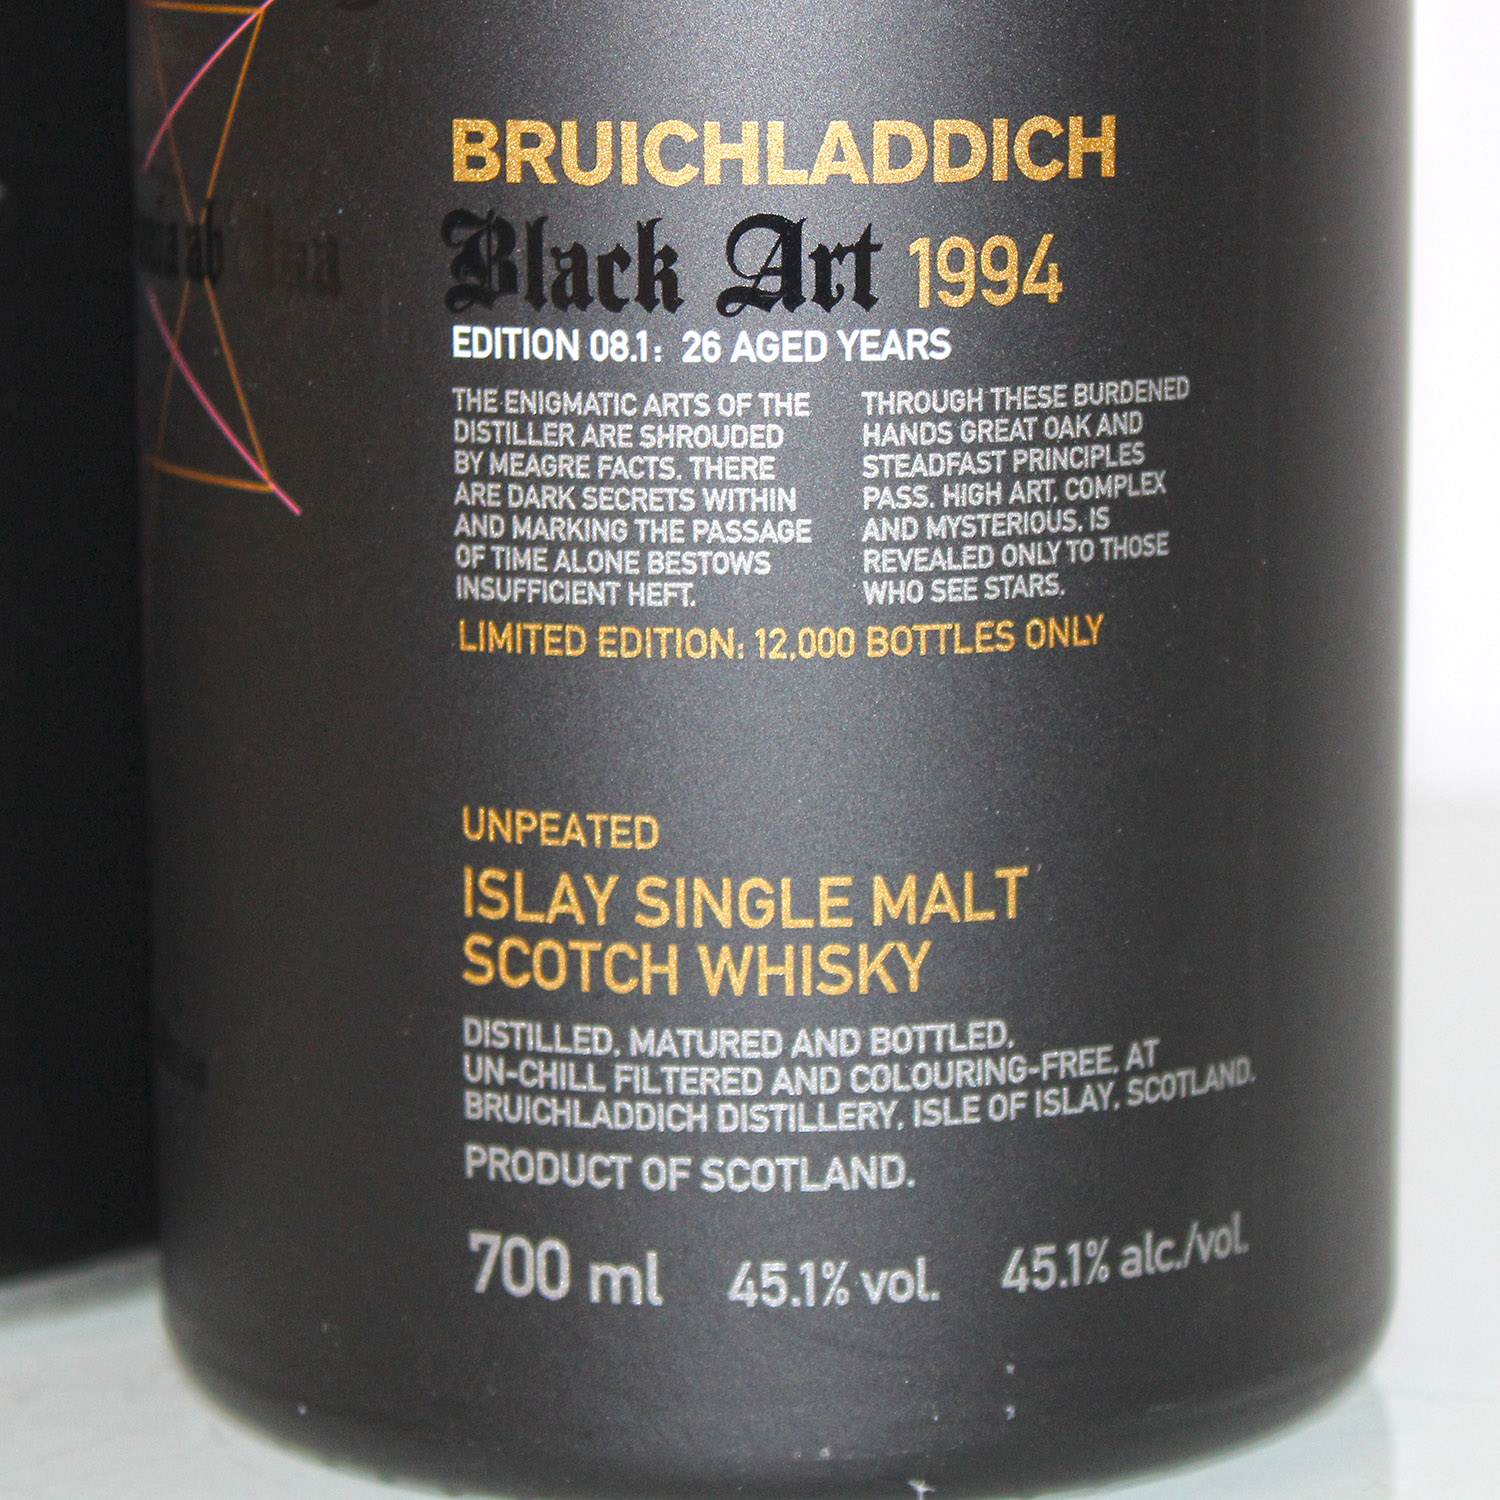 BRUICHLADDICH
Black Art 1994
EDITION 08.1: 26 AGED YEARS
THE ENIGMATIC ARTS OF THE
DISTILLER ARE SHROUDED
BY MEAGRE FACTS. THERE
ARE DARK SECRETS WITHIN
AND MARKING THE PASSAGE
OF TIME ALONE BESTOWS
INSUFFICIENT HEFT.
THROUGH THESE BURDENED
HANDS GREAT OAK AND
STEADFAST PRINCIPLES
PASS. HIGH ART, COMPLEX
AND MYSTERIOUS, IS
REVEALED ONLY TO THOSE
WHO SEE STARS.
LIMITED EDITION: 12,000 BOTTLES ONLY
UNPEATED
ISLAY SINGLE MALT
SCOTCH WHISKY
DISTILLED, MATURED AND BOTTLED,
UN-CHILL FILTERED AND COLOURING-FREE, AT
BRUICHLADDICH DISTILLERY, ISLE OF ISLAY, SCOTLAND.
PRODUCT OF SCOTLAND.
700 ml 45.1% vol. 45.1% alc./vol.